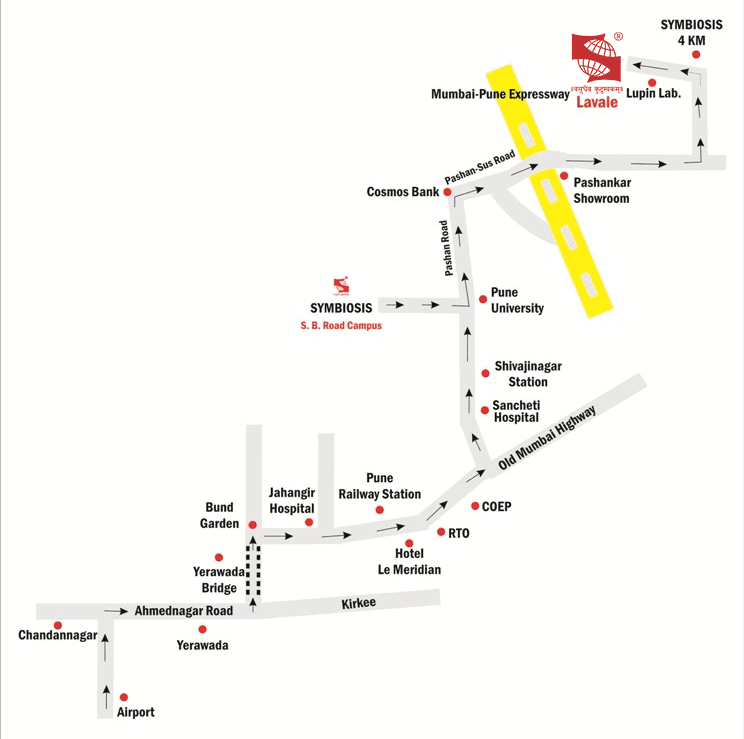 SYMBIOSIS
4 KM
®
वसुधैव कुटुम्बकम्
Lavale
Lupin Lab.
Mumbai-Pune Expressway
Pashan-Sus Road
Cosmos Bank
Pashankar
Showroom
Pashan Road
SYMBIOSIS
S. B. Road Campus
Pune
University
Shivajinagar
Station
Sancheti
Hospital
Old Mumbai Highway
Pune
Railway Station
Jahangir
Hospital
Bund
Garden
COEP
RTO
Hotel
Le Meridian
Yerawada
Bridge
Kirkee
Ahmednagar Road
Chandannagar
Yerawada
Airport